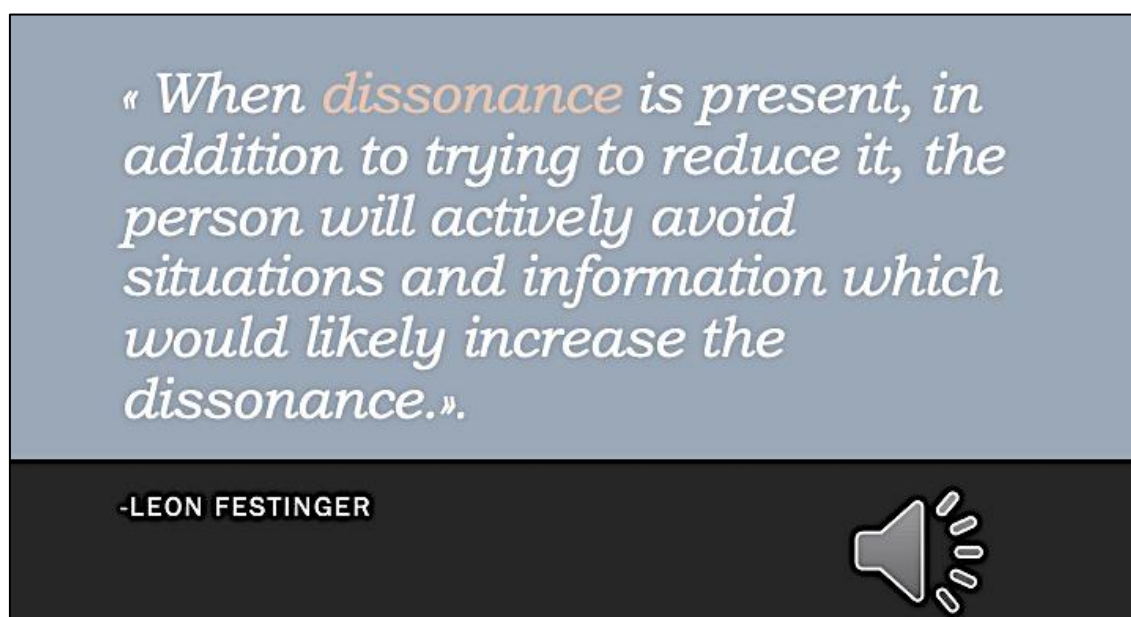 « When dissonance is present, in
addition to trying to reduce it, the
person will actively avoid
situations and information which
would likely increase the
dissonance.».
-LEON FESTINGER